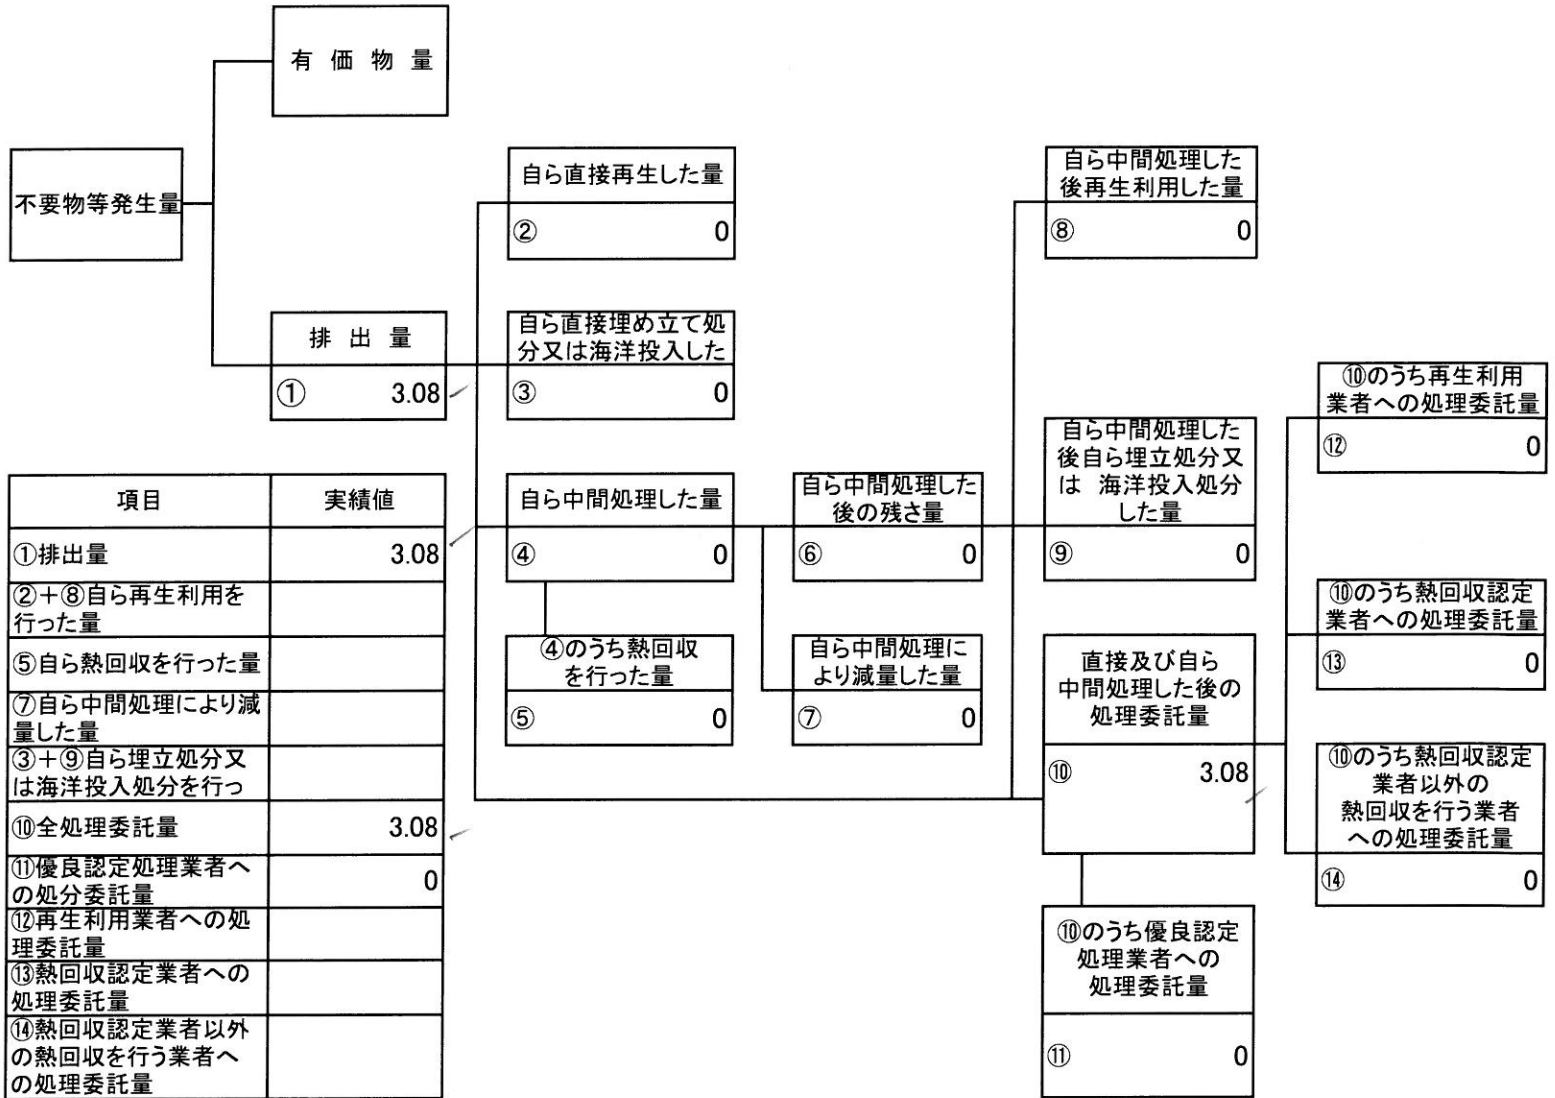 有 価 物 量
不要物等発生量
排 出 量
① 3.08
自ら直接再生した量
② 0
自ら直接埋め立て処
分又は海洋投入した
③ 0
自ら中間処理した量
④ 0
④のうち熱回収
を行った量
⑤ 0
自ら中間処理した
後の残さ量
⑥ 0
自ら中間処理に
より減量した量
⑦ 0
自ら中間処理した
後再生利用した量
⑧ 0
自ら中間処理した
後自ら埋立処分又
は 海洋投入処分
した量
⑨ 0
直接及び自ら
中間処理した後の
処理委託量
⑩ 3.08
⑩のうち優良認定
処理業者への
処理委託量
⑪ 0
⑩のうち再生利用
業者への処理委託量
⑫ 0
⑩のうち熱回収認定
業者への処理委託量
⑬ 0
⑩のうち熱回収認定
業者以外の
熱回収を行う業者
への処理委託量
⑭ 0
項目 実績値
①排出量 3.08
②+⑧自ら再生利用を
行った量
⑤自ら熱回収を行った量
⑦自ら中間処理により減
量した量
③+⑨自ら埋立処分又
は海洋投入処分を行っ
⑩全処理委託量 3.08
⑪優良認定処理業者へ
の処分委託量 0
⑫再生利用業者への処
理委託量
⑬熱回収認定業者への
処理委託量
⑭熱回収認定業者以外
の熱回収を行う業者へ
の処理委託量